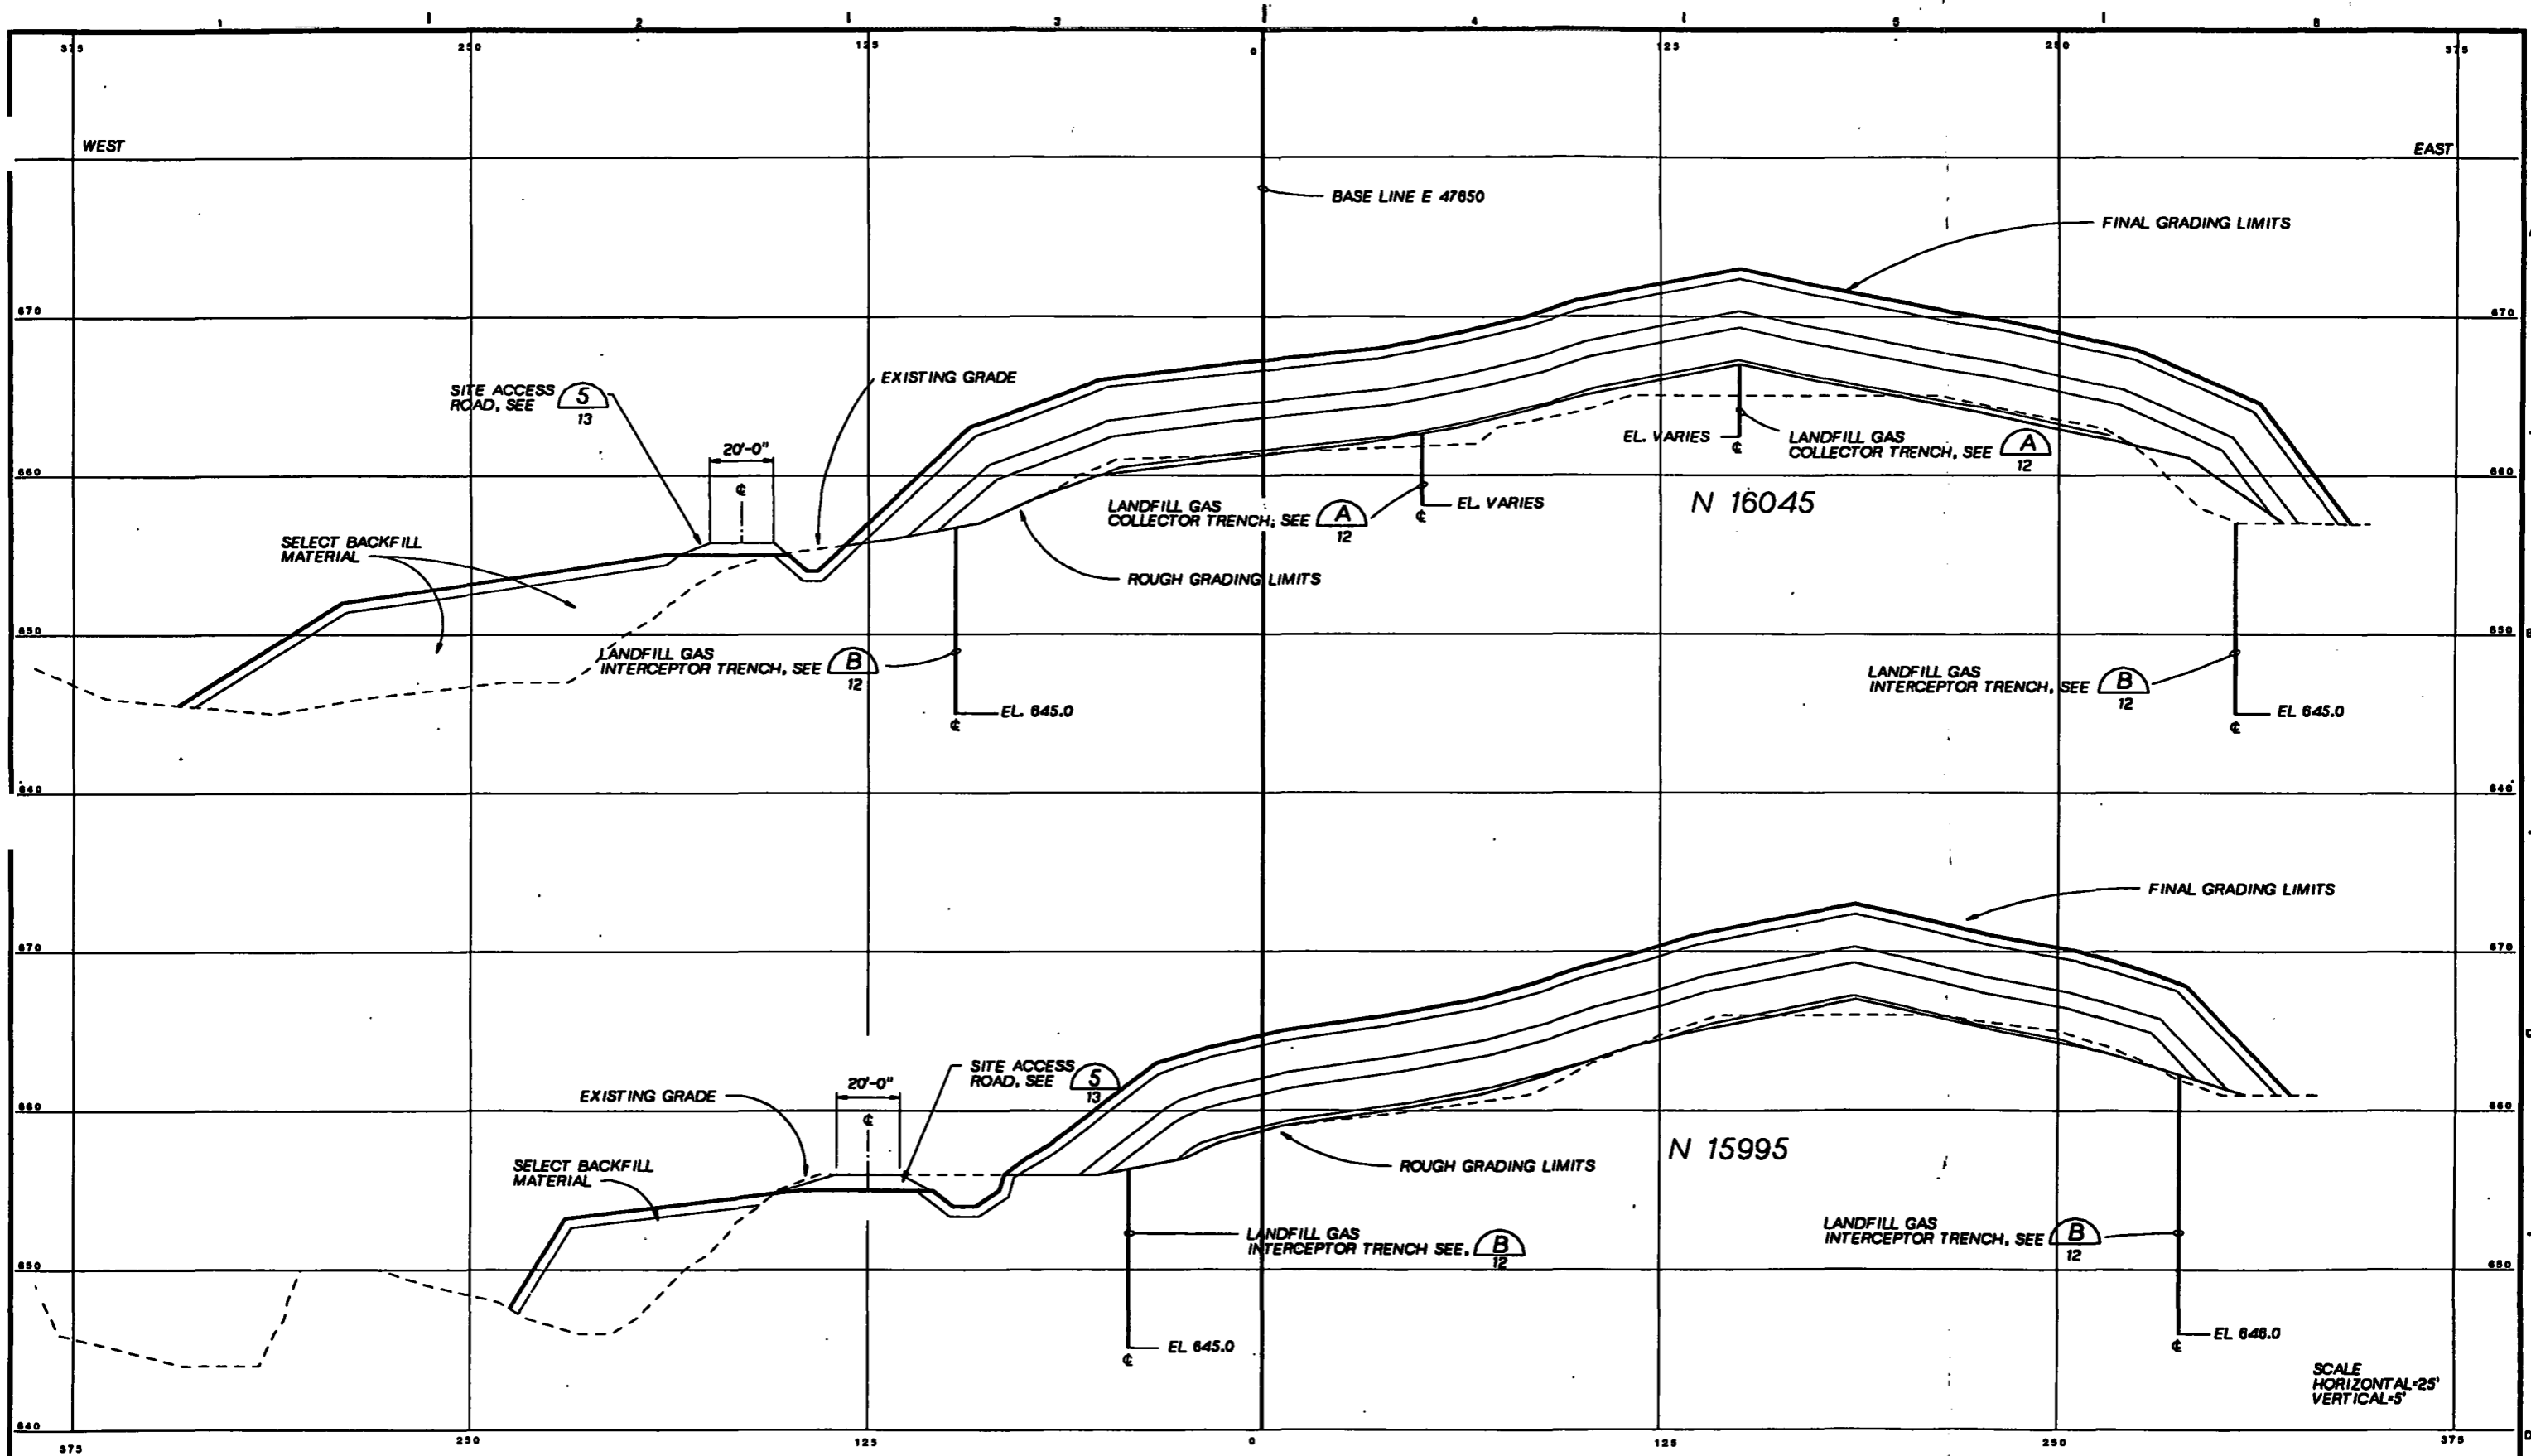 1 2 3 4 5 6
375 250 125 0 125 250 375
WEST
EAST
BASE LINE E 47650
FINAL GRADING LIMITS
670
670
EXISTING GRADE
SITE ACCESS
ROAD, SEE
5
13
20'-0"
℄
EL. VARIES
℄
LANDFILL GAS
COLLECTOR TRENCH, SEE
A
12
660
660
N 16045
LANDFILL GAS
COLLECTOR TRENCH, SEE
A
12
EL. VARIES
℄
SELECT BACKFILL
MATERIAL
ROUGH GRADING LIMITS
650
650
B
LANDFILL GAS
INTERCEPTOR TRENCH, SEE
B
12
LANDFILL GAS
INTERCEPTOR TRENCH, SEE
B
12
EL. 645.0
℄
EL 645.0
℄
640
640
FINAL GRADING LIMITS
670
670
SITE ACCESS
ROAD, SEE
5
13
20'-0"
℄
EXISTING GRADE
660
660
N 15995
SELECT BACKFILL
MATERIAL
ROUGH GRADING LIMITS
LANDFILL GAS
INTERCEPTOR TRENCH SEE,
B
12
LANDFILL GAS
INTERCEPTOR TRENCH, SEE
B
12
650
650
EL 645.0
℄
EL 646.0
℄
SCALE
HORIZONTAL=25'
VERTICAL=5'
640
375 250 125 0 125 250 375